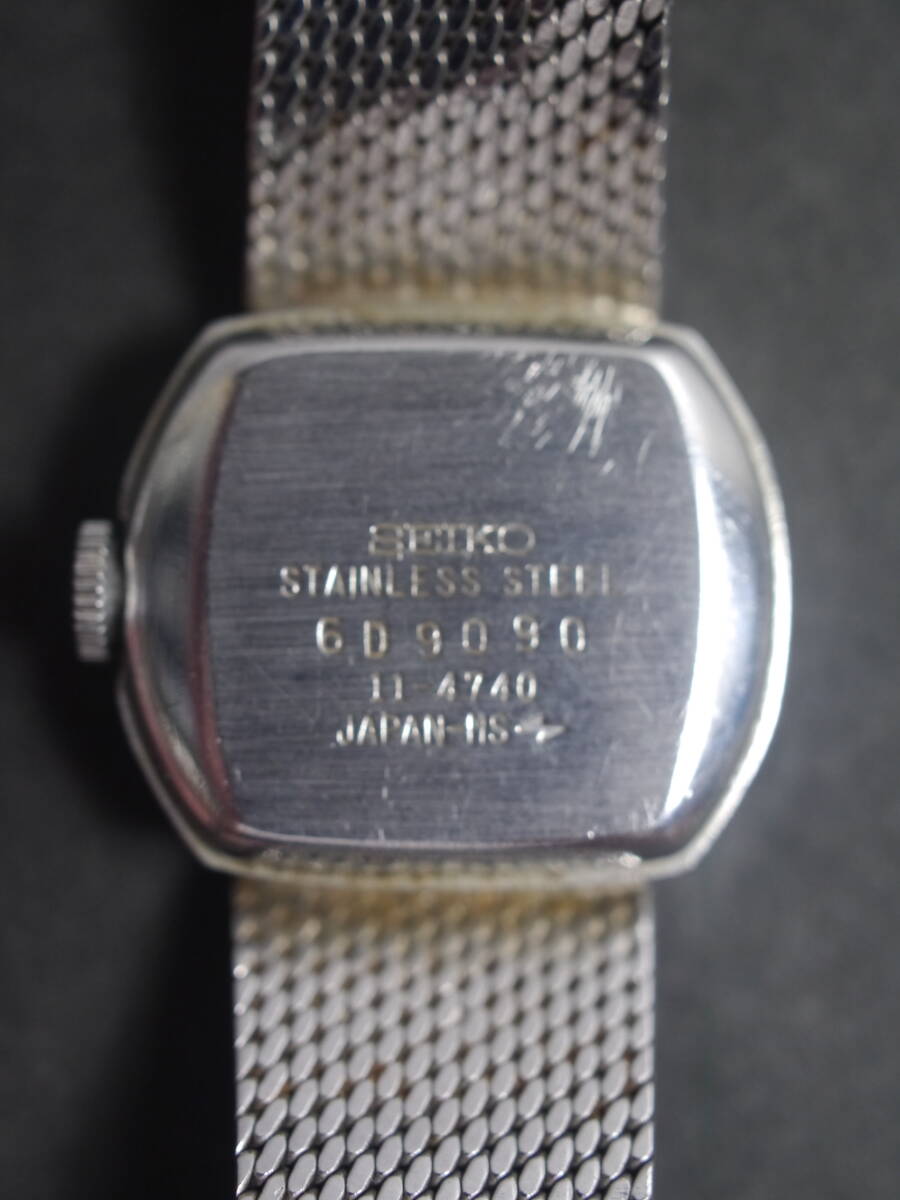 SEIKO
STAINLESS STEEL
6D9090
11-4740
JAPAN-HS